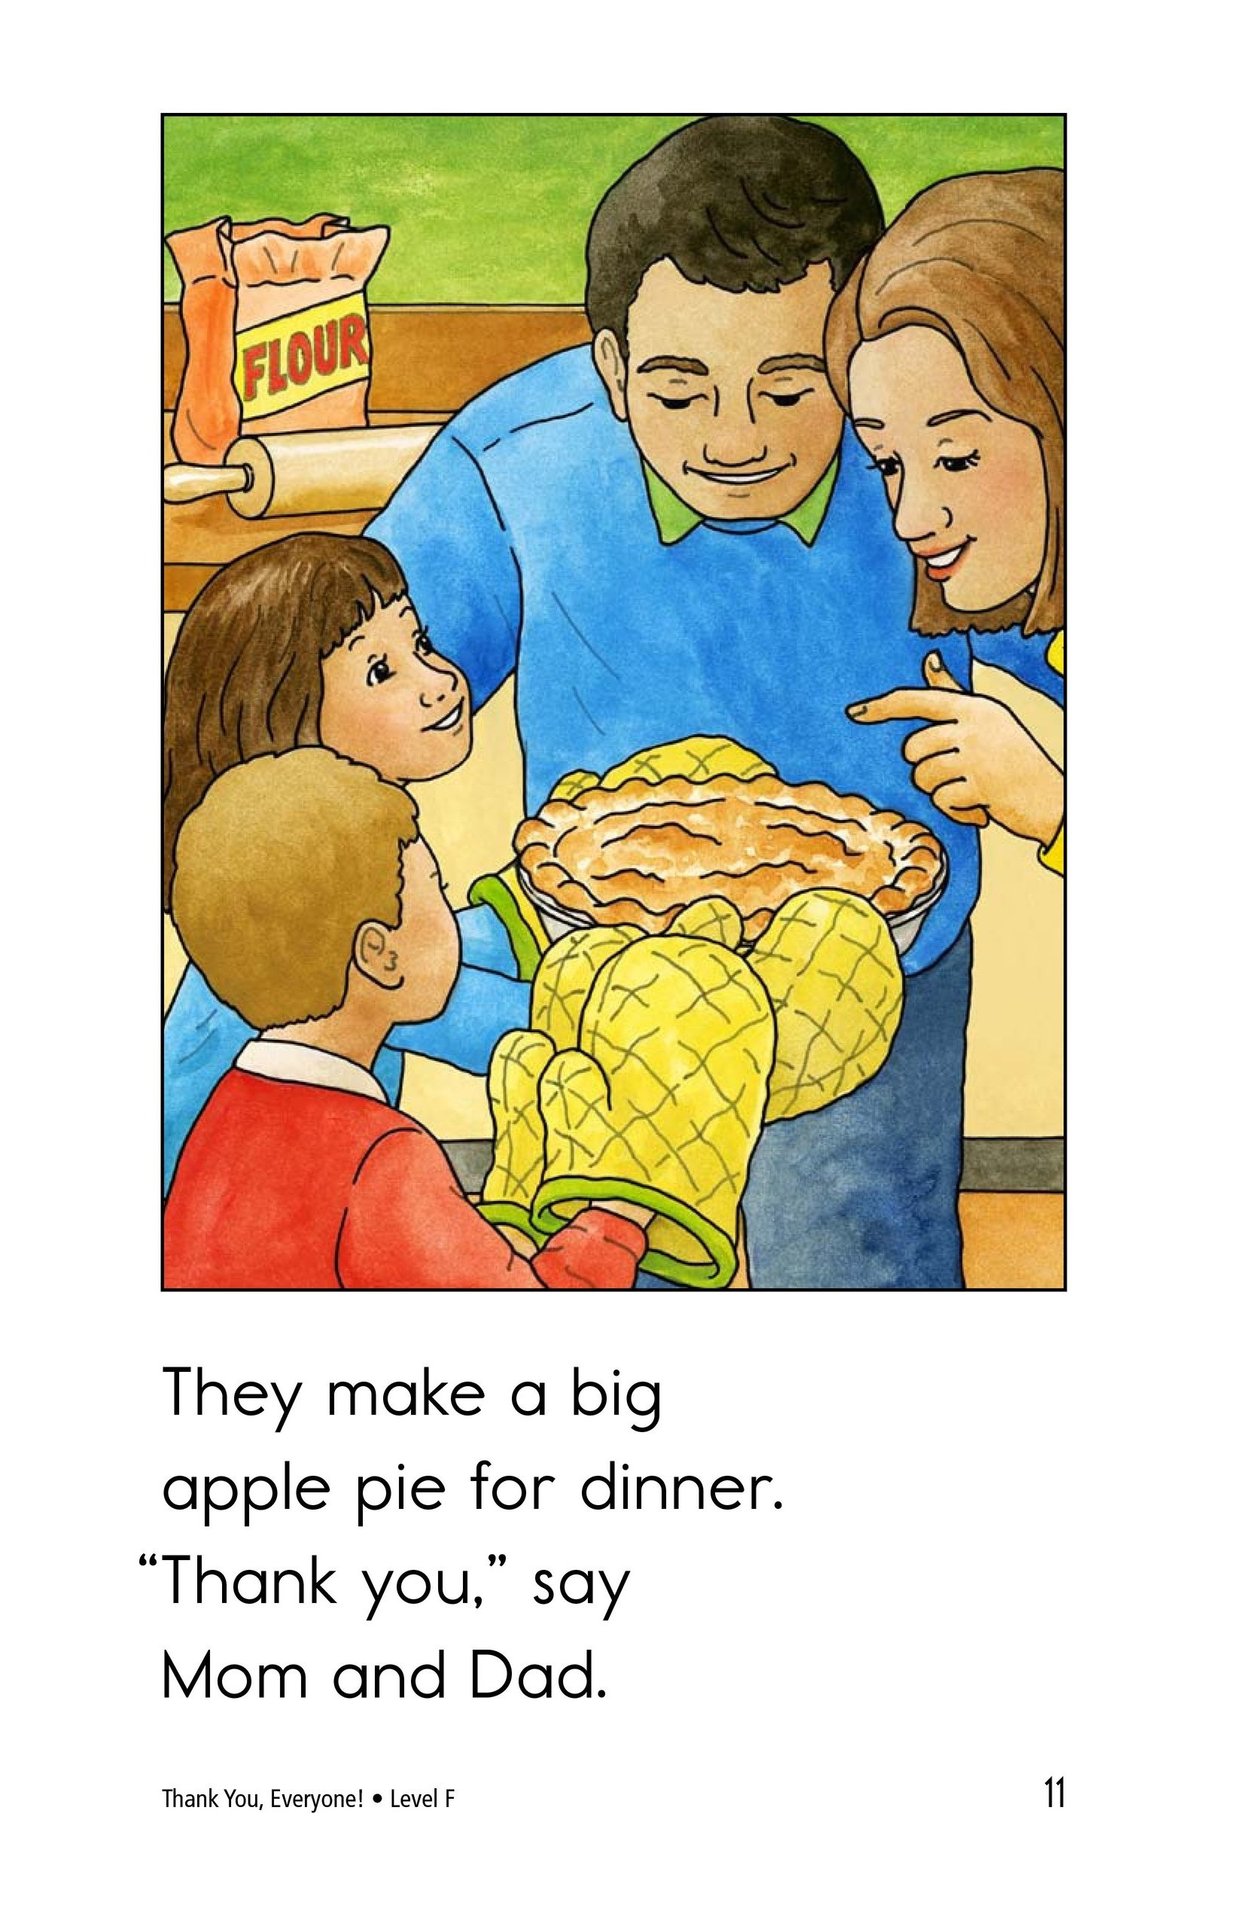 FLOUR
They make a big
apple pie for dinner.
“Thank you,” say
Mom and Dad.
Thank You, Everyone! • Level F
11